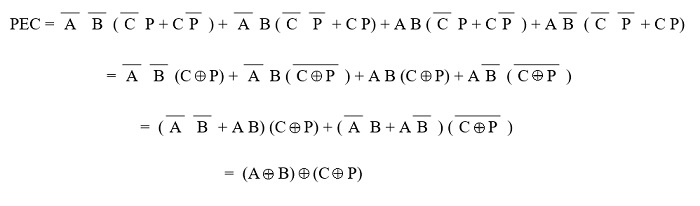 PEC = A̅ B̅ ( C̅ P + C P̅ ) + A̅ B ( C̅ P̅ + C P) + A B ( C̅ P + C P̅ ) + A B̅ ( C̅ P̅ + C P)
= A̅ B̅ (C⊕P) + A̅ B ( C̅⊕̅P̅ ) + A B (C⊕P) + A B̅ ( C̅⊕̅P̅ )
= ( A̅ B̅ + A B) (C⊕P) + ( A̅ B + A B̅ ) ( C̅⊕̅P̅ )
= (A⊕B)⊕(C⊕P)